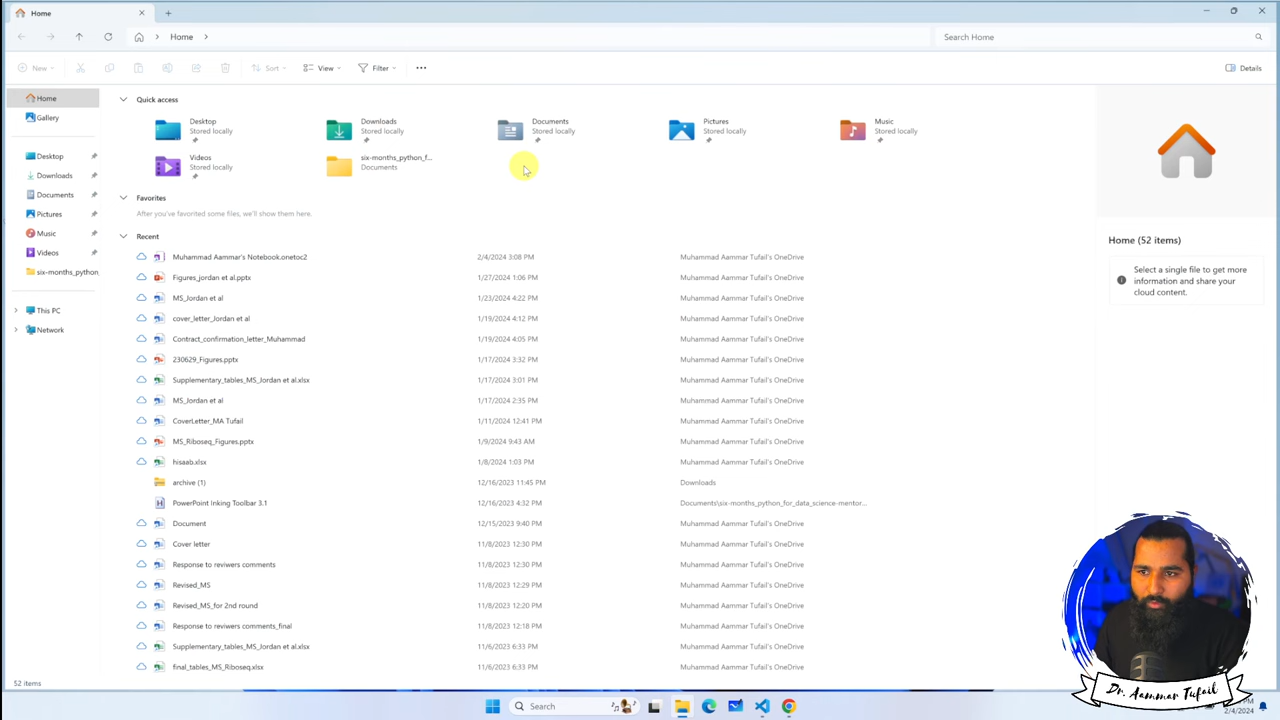 Home
Home
Search Home
New
Sort
View
Filter
Details
Home
Gallery
Desktop
Downloads
Documents
Pictures
Music
Videos
six-months_python_
This PC
Network
Quick access
Desktop
Stored locally
Downloads
Stored locally
Documents
Stored locally
Pictures
Stored locally
Music
Stored locally
Videos
Stored locally
six-months_python_f...
Documents
Favorites
After you've favorited some files, we'll show them here.
Recent
Muhammad Aammar's Notebook.onetoc2 2/4/2024 3:08 PM Muhammad Aammar Tufail's OneDrive
Figures_jordan et al.pptx 1/27/2024 1:06 PM Muhammad Aammar Tufail's OneDrive
MS_Jordan et al 1/23/2024 4:22 PM Muhammad Aammar Tufail's OneDrive
cover_letter_Jordan et al 1/19/2024 4:12 PM Muhammad Aammar Tufail's OneDrive
Contract_confirmation_letter_Muhammad 1/19/2024 4:05 PM Muhammad Aammar Tufail's OneDrive
230629_Figures.pptx 1/17/2024 3:32 PM Muhammad Aammar Tufail's OneDrive
Supplementary_tables_MS_Jordan et al.xlsx 1/17/2024 3:01 PM Muhammad Aammar Tufail's OneDrive
MS_Jordan et al 1/17/2024 2:35 PM Muhammad Aammar Tufail's OneDrive
CoverLetter_MA Tufail 1/11/2024 12:41 PM Muhammad Aammar Tufail's OneDrive
MS_Riboseq_Figures.pptx 1/9/2024 9:43 AM Muhammad Aammar Tufail's OneDrive
hisaab.xlsx 1/8/2024 1:03 PM Muhammad Aammar Tufail's OneDrive
archive (1) 12/16/2023 11:45 PM Downloads
PowerPoint Inking Toolbar 3.1 12/16/2023 4:32 PM Documents\six-months_python_for_data_science-mentor...
Document 12/15/2023 9:40 PM Muhammad Aammar Tufail's OneDrive
Cover letter 11/8/2023 12:30 PM Muhammad Aammar Tufail's OneDrive
Response to reviwers comments 11/8/2023 12:30 PM Muhammad Aammar Tufail's OneDrive
Revised_MS 11/8/2023 12:29 PM Muhammad Aammar Tufail's OneDrive
Revised_MS_for 2nd round 11/8/2023 12:20 PM Muhammad Aammar Tufail's OneDrive
Response to reviwers comments_final 11/8/2023 12:18 PM Muhammad Aammar Tufail's OneDrive
Supplementary_tables_MS_Jordan et al.xlsx 11/6/2023 6:33 PM Muhammad Aammar Tufail's OneDrive
final_tables_MS_Riboseq.xlsx 11/6/2023 6:33 PM Muhammad Aammar Tufail's OneDrive
Home (52 items)
Select a single file to get more
information and share your
cloud content.
52 items
Dr. Aammar Tufail
Search
2/4/2024